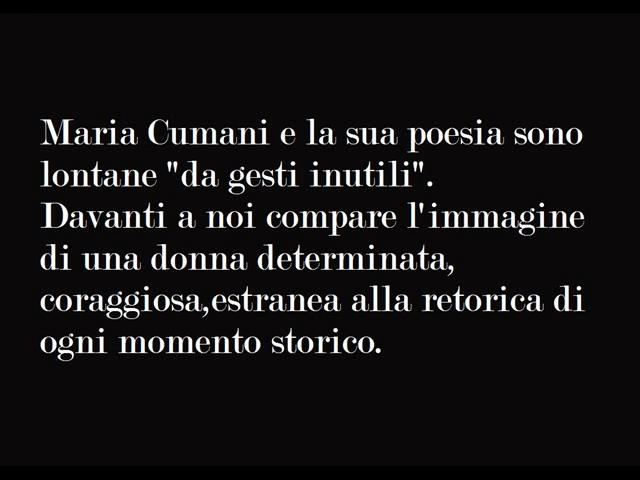 Maria Cumani e la sua poesia sono
lontane "da gesti inutili".
Davanti a noi compare l'immagine
di una donna determinata,
coraggiosa,estranea alla retorica di
ogni momento storico.